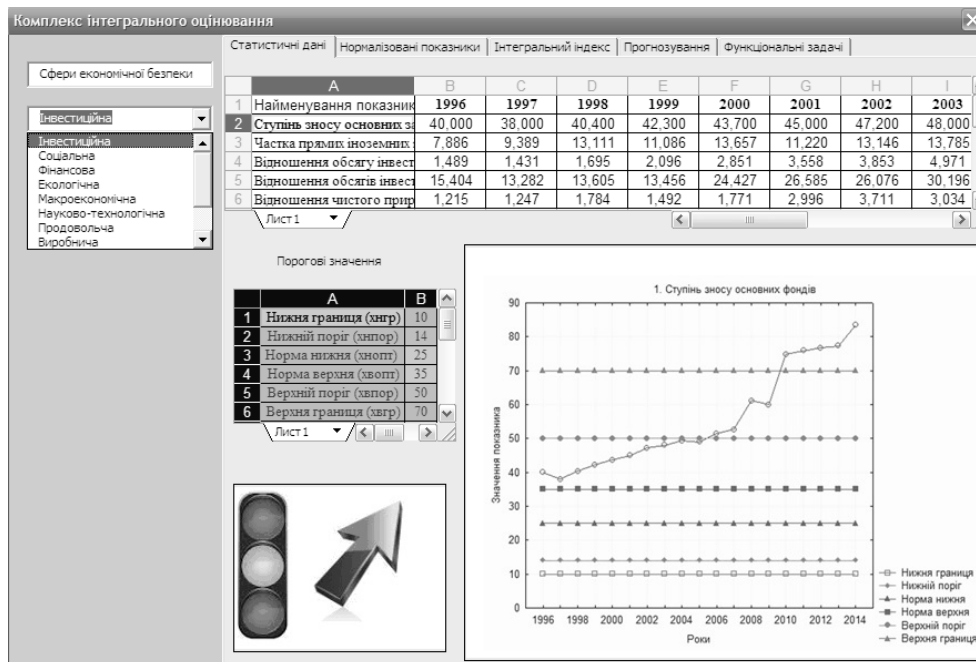 Комплекс інтегрального оцінювання
Статистичні дані Нормалізовані показники Інтегральний індекс Прогнозування Функціональні задачі
Сфери економічної безпеки
Інвестиційна
Інвестиційна
Соціальна
Фінансова
Екологічна
Макроекономічна
Науково-технологічна
Продовольча
Виробнича
A B C D E F G H I
1 Найменування показник 1996 1997 1998 1999 2000 2001 2002 2003
2 Ступінь зносу основних за 40,000 38,000 40,400 42,300 43,700 45,000 47,200 48,000
3 Частка прямих іноземних 7,886 9,389 13,111 11,086 13,657 11,220 13,146 13,785
4 Відношення обсягу інвест 1,489 1,431 1,695 2,096 2,851 3,558 3,853 4,971
5 Відношення обсягів інвест 15,404 13,282 13,605 13,456 24,427 26,585 26,076 30,196
6 Відношення чистого прир 1,215 1,247 1,784 1,492 1,771 2,996 3,711 3,034
Лист1
Порогові значення
A B
1 Нижня границя (хнгр) 10
2 Нижній поріг (хнпор) 14
3 Норма нижня (хнопт) 25
4 Норма верхня (хвопт) 35
5 Верхній поріг (хвпор) 50
6 Верхня границя (хвгр) 70
Лист1
1. Ступінь зносу основних фондів
Значення показника
90
80
70
60
50
40
30
20
10
0
1996 1998 2000 2002 2004 2006 2008 2010 2012 2014
Роки
Нижня границя
Нижній поріг
Норма нижня
Норма верхня
Верхній поріг
Верхня границя